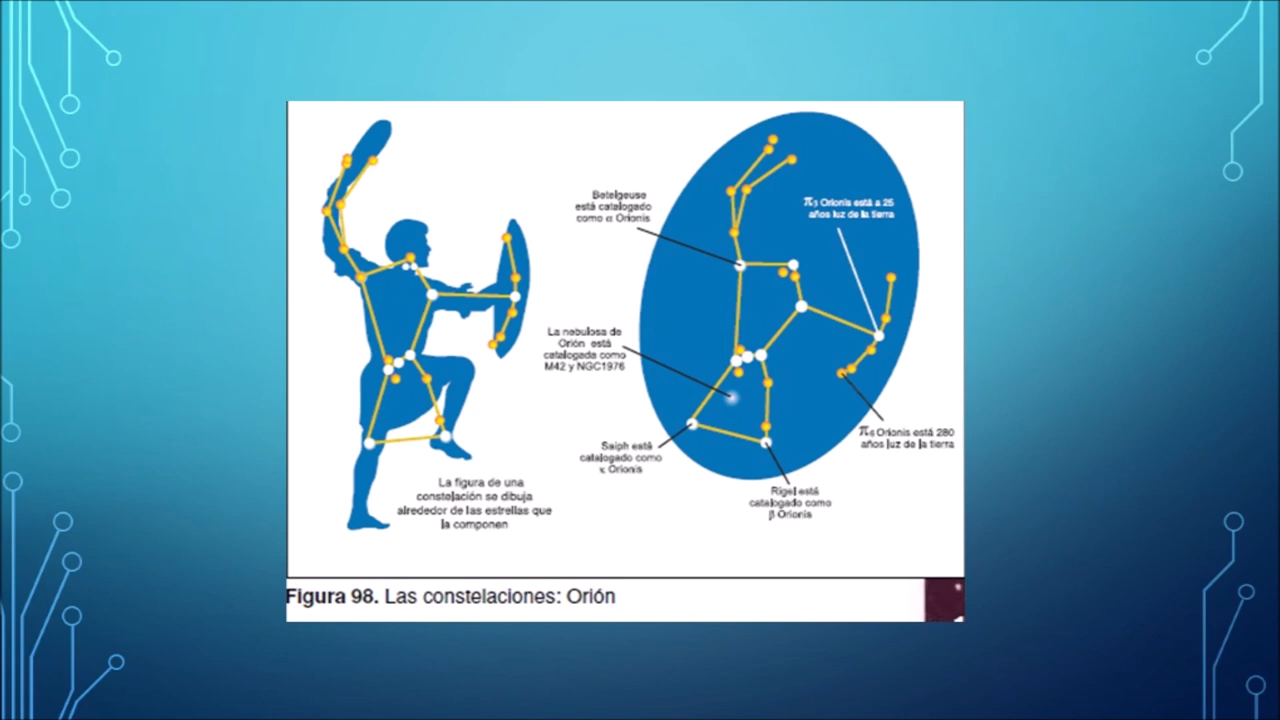 Betelgeuse
está catalogado
como α Orionis
π3 Orionis está a 25
años luz de la tierra
La nebulosa de
Orión está
catalogada como
M42 y NGC1976
π6 Orionis está 280
años luz de la tierra
Saiph está
catalogado como
κ Orionis
Rigel está
catalogado como
β Orionis
La figura de una
constelación se dibuja
alrededor de las estrellas que
la componen
Figura 98. Las constelaciones: Orión